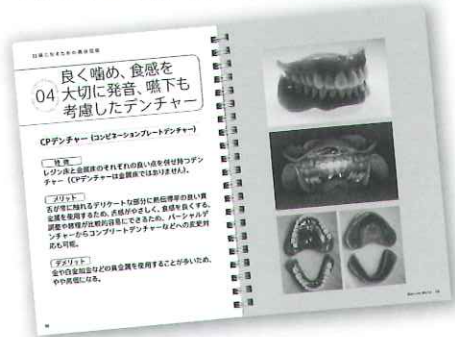 良く噛め、食感を
04 大切に発音、嚥下も
考慮したデンチャー
CPデンチャー（コンビネーションプレートデンチャー）
特徴
レジン床と金属床のそれぞれの良い点を併せ持つデン
チャー（CPデンチャーは金属床ではありません）。
メリット
舌が常に触れるデリケートな部分に熱伝導率の良い貴
金属を使用するため、舌感がやさしく、食感を良くする。
調整や修理が比較的容易にできるため、パーシャルデ
ンチャーからコンプリートデンチャーなどへの変更対
応も可能。
デメリット
金や白金加金などの貴金属を使用することが多いため、
やや高価になる。